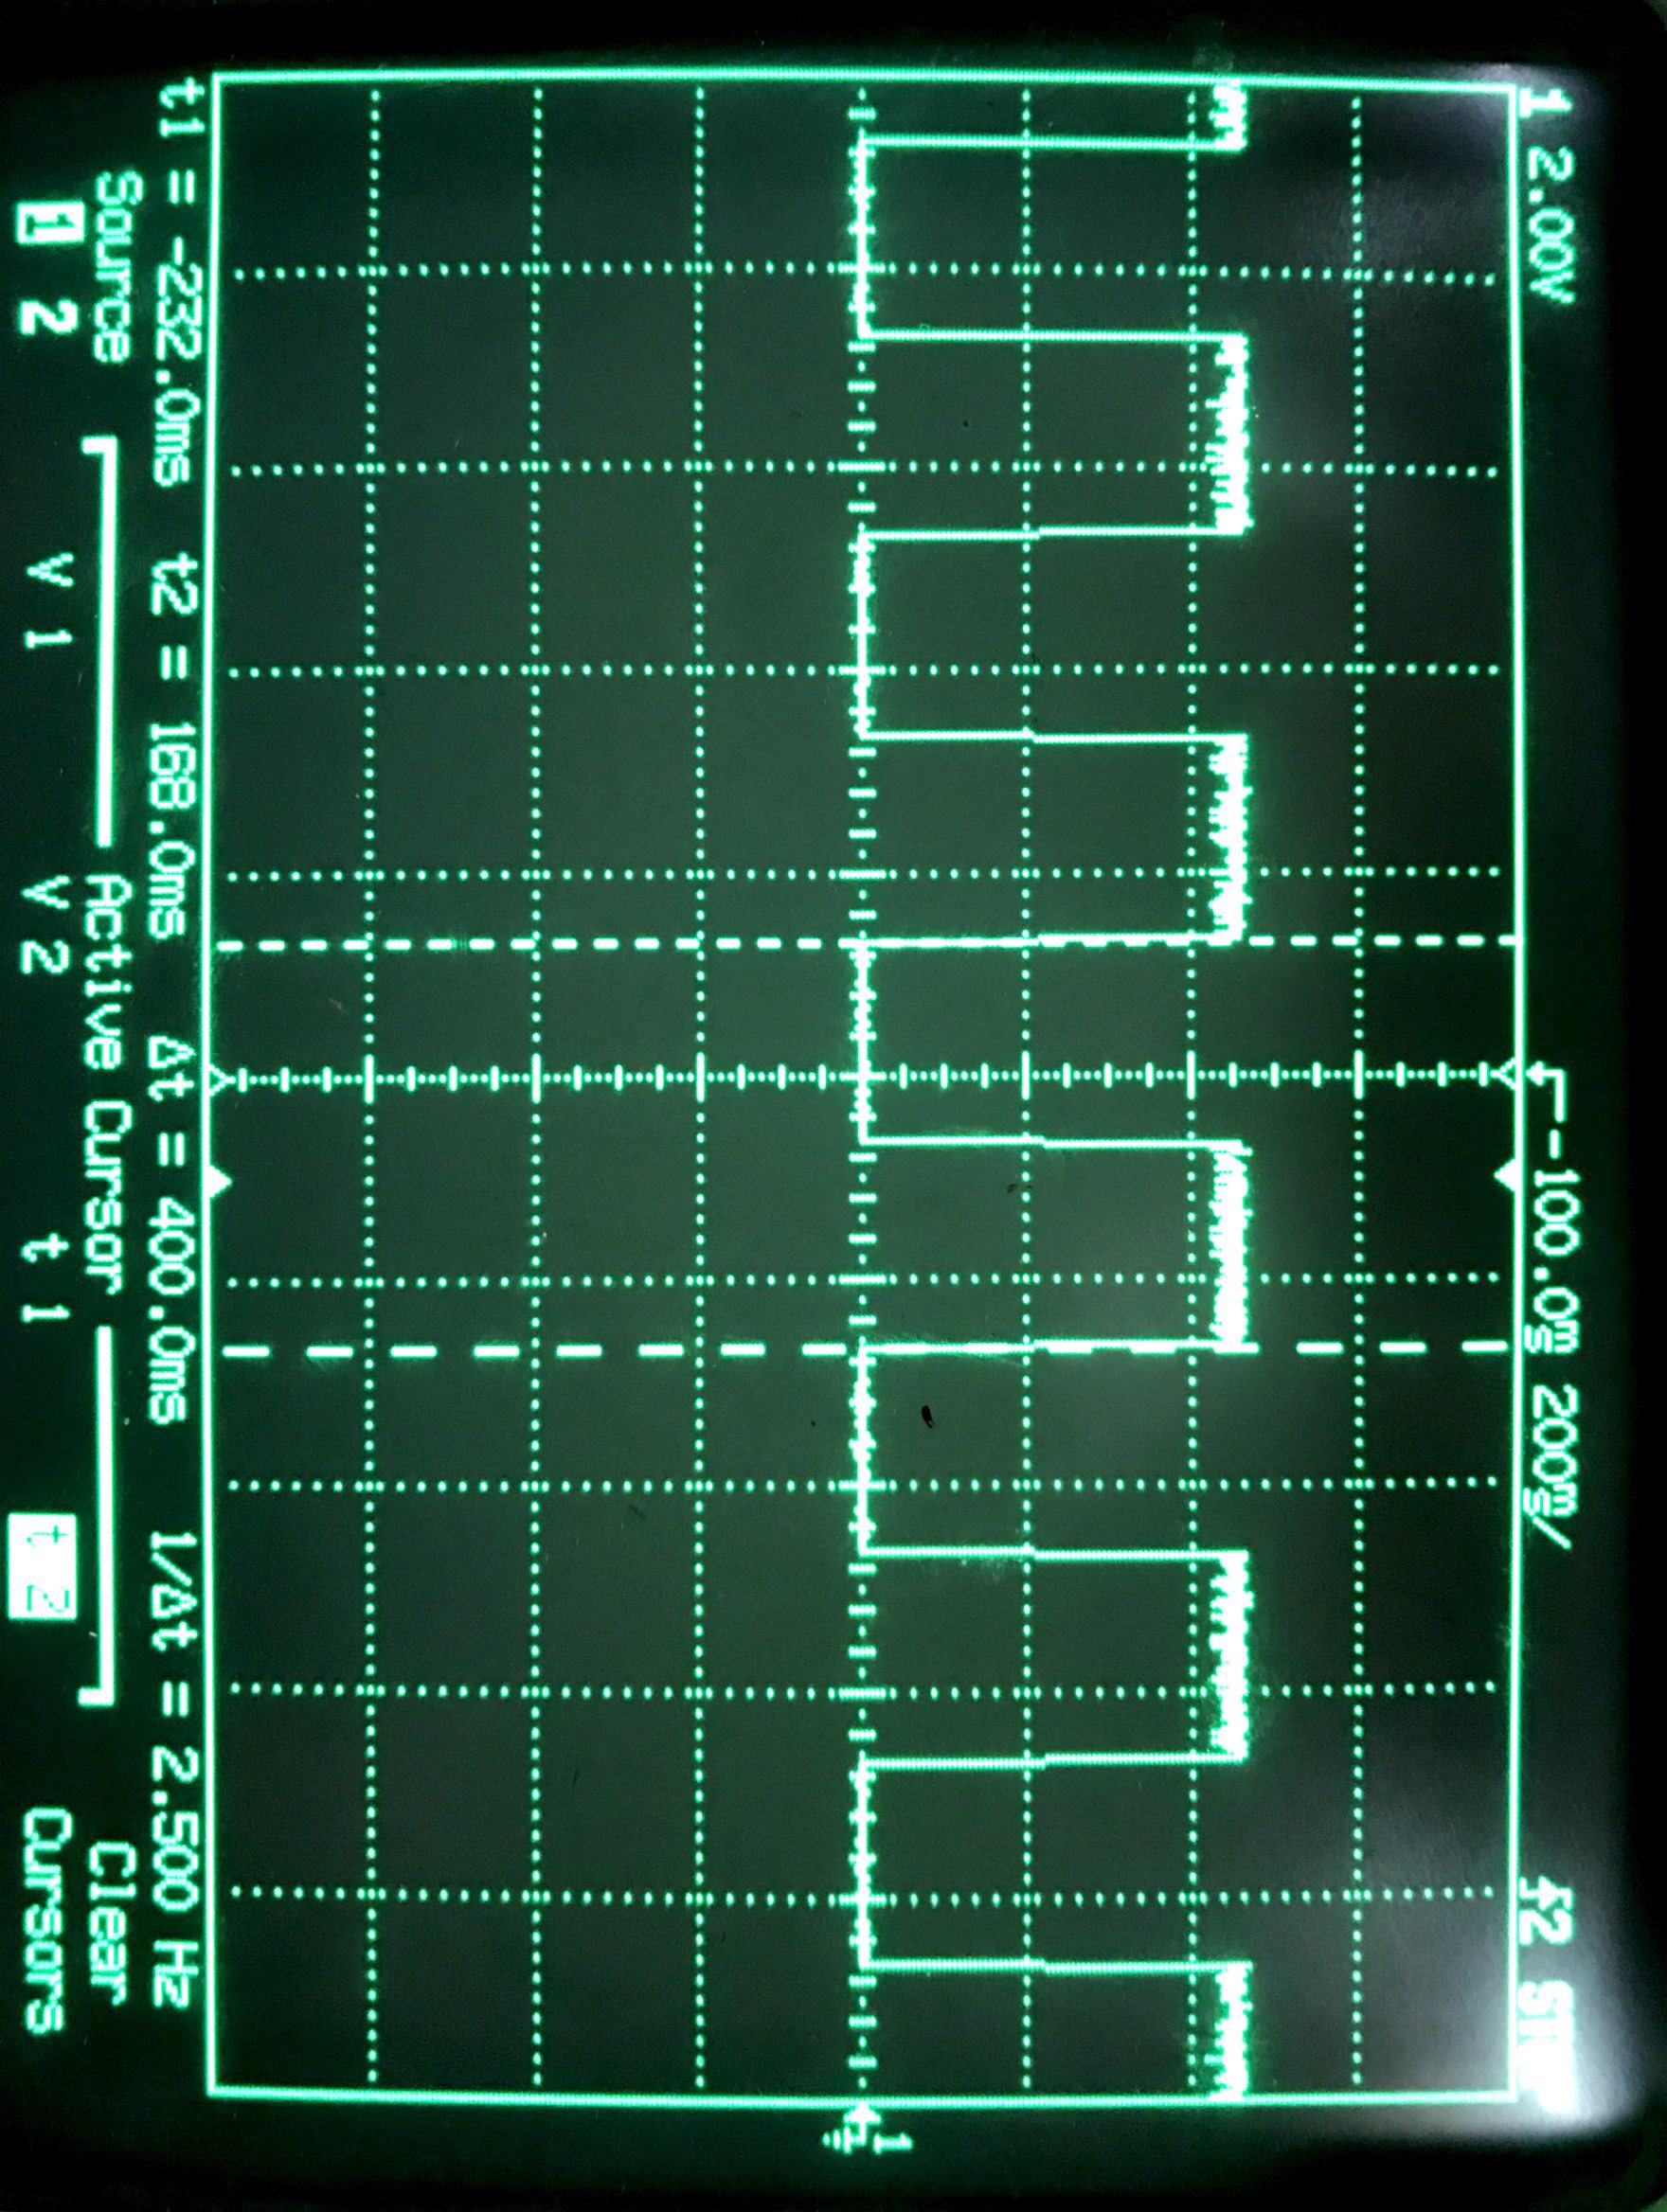 1 2.00V -100.0ms 200ms/ 2 STOP
1
t1 = -232.0ms t2 = 168.0ms Δt = 400.0ms 1/Δt = 2.500 Hz
Source Active Cursor Clear
1 2 V 1 V 2 t 1 t 2 Cursors